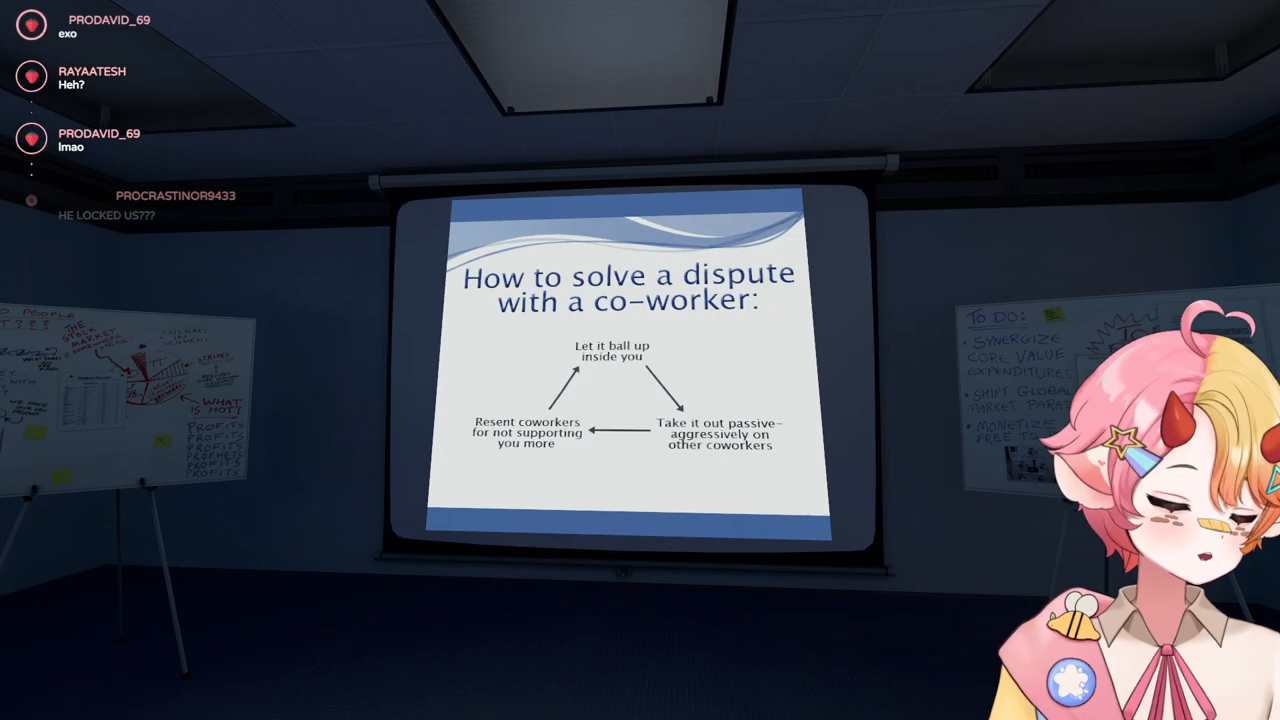 PRODAVID_69
exo
RAYAATESH
Heh?
PRODAVID_69
lmao
PROCRASTINOR9433
HE LOCKED US???
How to solve a dispute
with a co-worker:
Let it ball up
inside you
Resent coworkers
for not supporting
you more
Take it out passive-
aggressively on
other coworkers
PEOPLE
THE
STOCK
MARKET
WHAT
IS HOT?
PROFITS
PROFITS
PROFITS
PROPHETS
PROFITS
PROFITS
TO DO:
• SYNERGIZE
CORE VALUE
EXPENDITURES
• SHIFT GLOBAL
MARKET
• MONETIZE
FREE